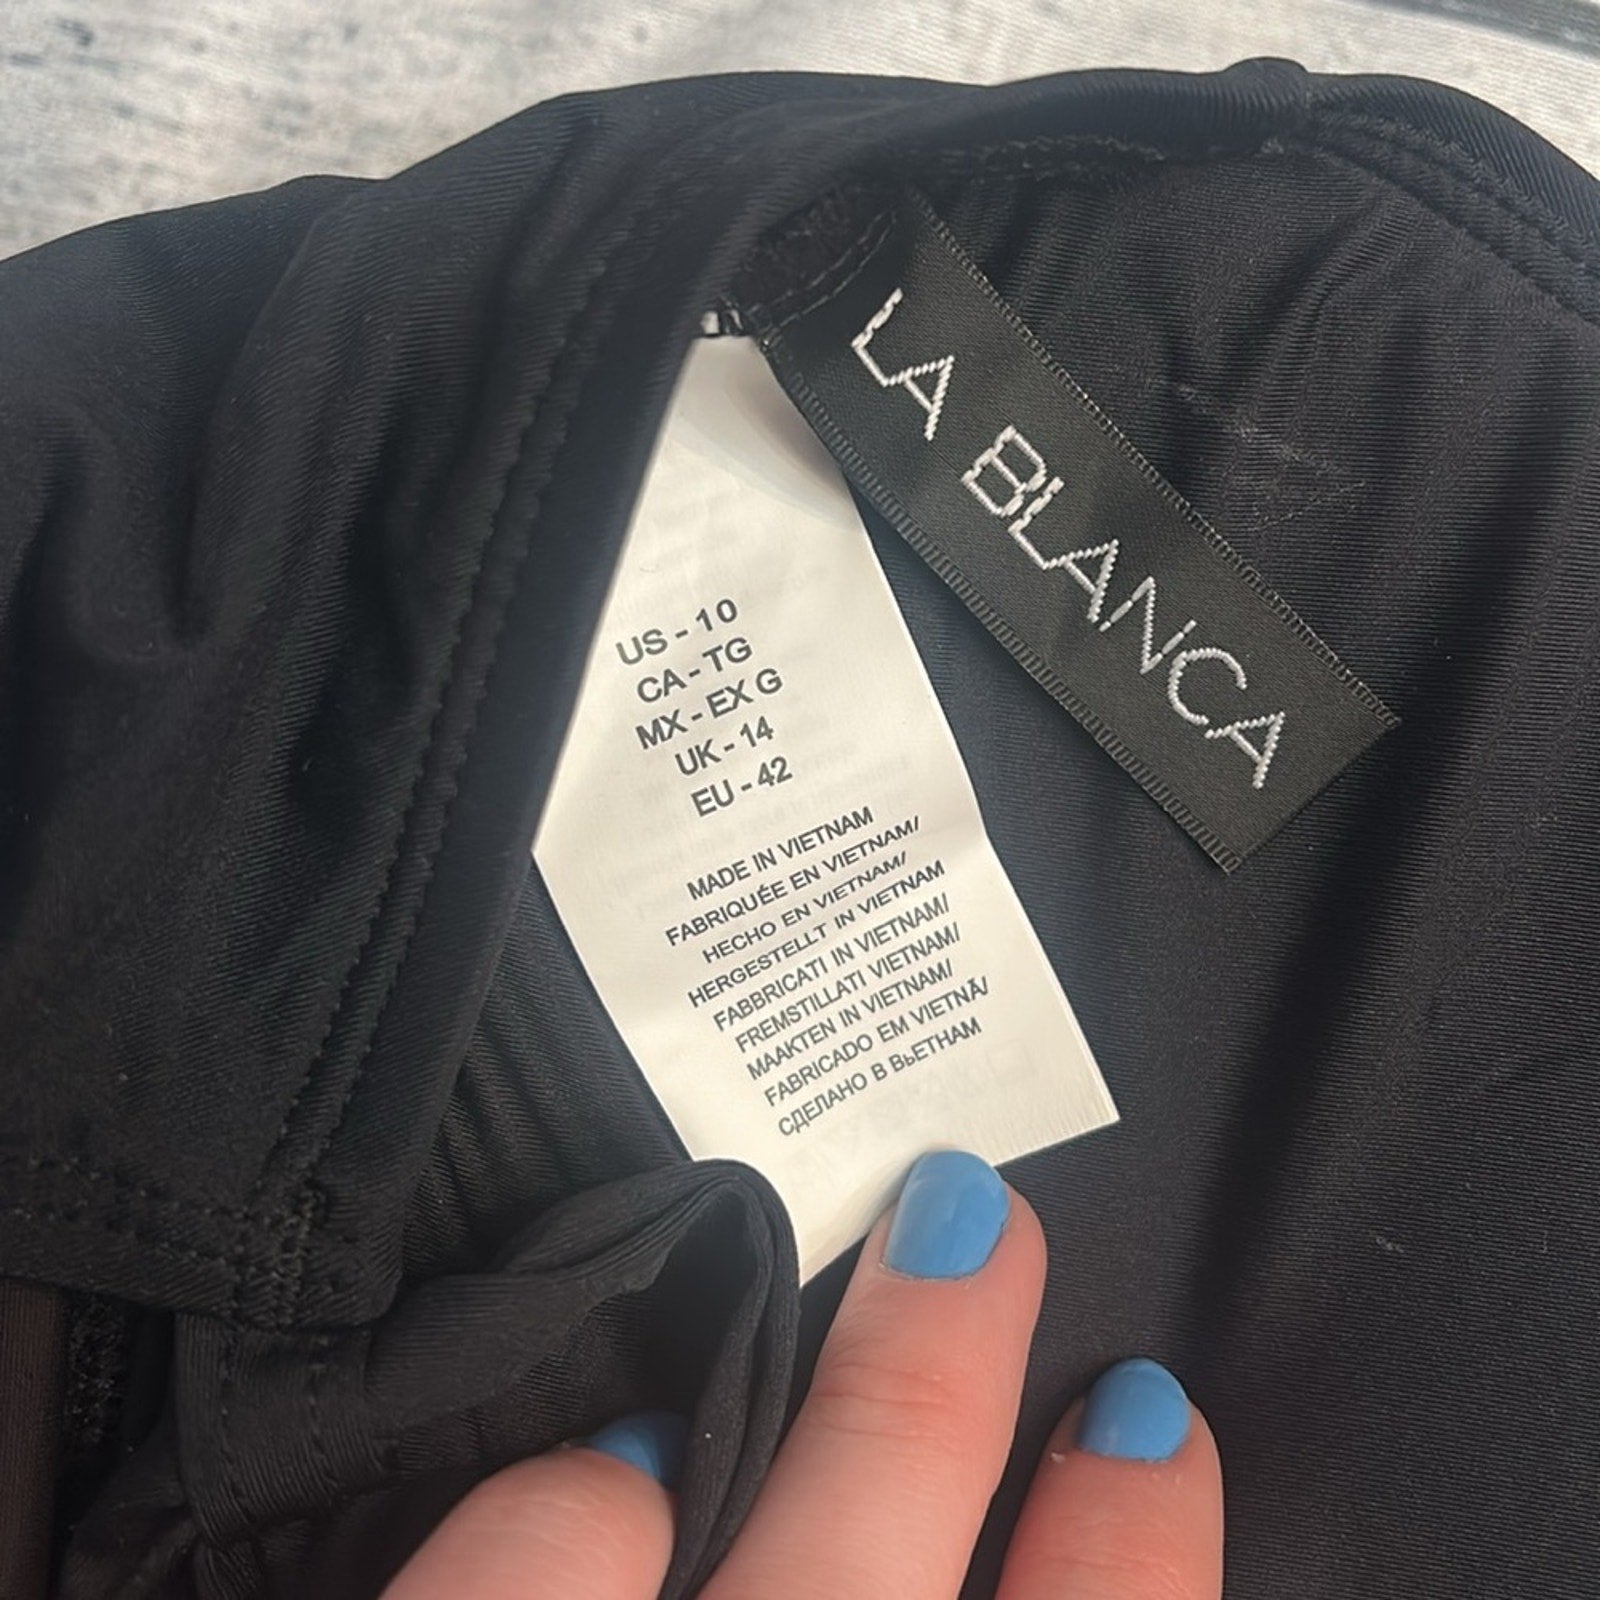 LA BLANCA
US - 10
CA - TG
MX - EX G
UK - 14
EU - 42
MADE IN VIETNAM
FABRIQUÉE EN VIETNAM/
HECHO EN VIETNAM/
HERGESTELLT IN VIETNAM
FABBRICATI IN VIETNAM/
FREMSTILLATI VIETNAM/
MAAKTEN IN VIETNAM/
FABRICADO EM VIETNÃ/
СДЕЛАНО В ВЬЕТНАМ